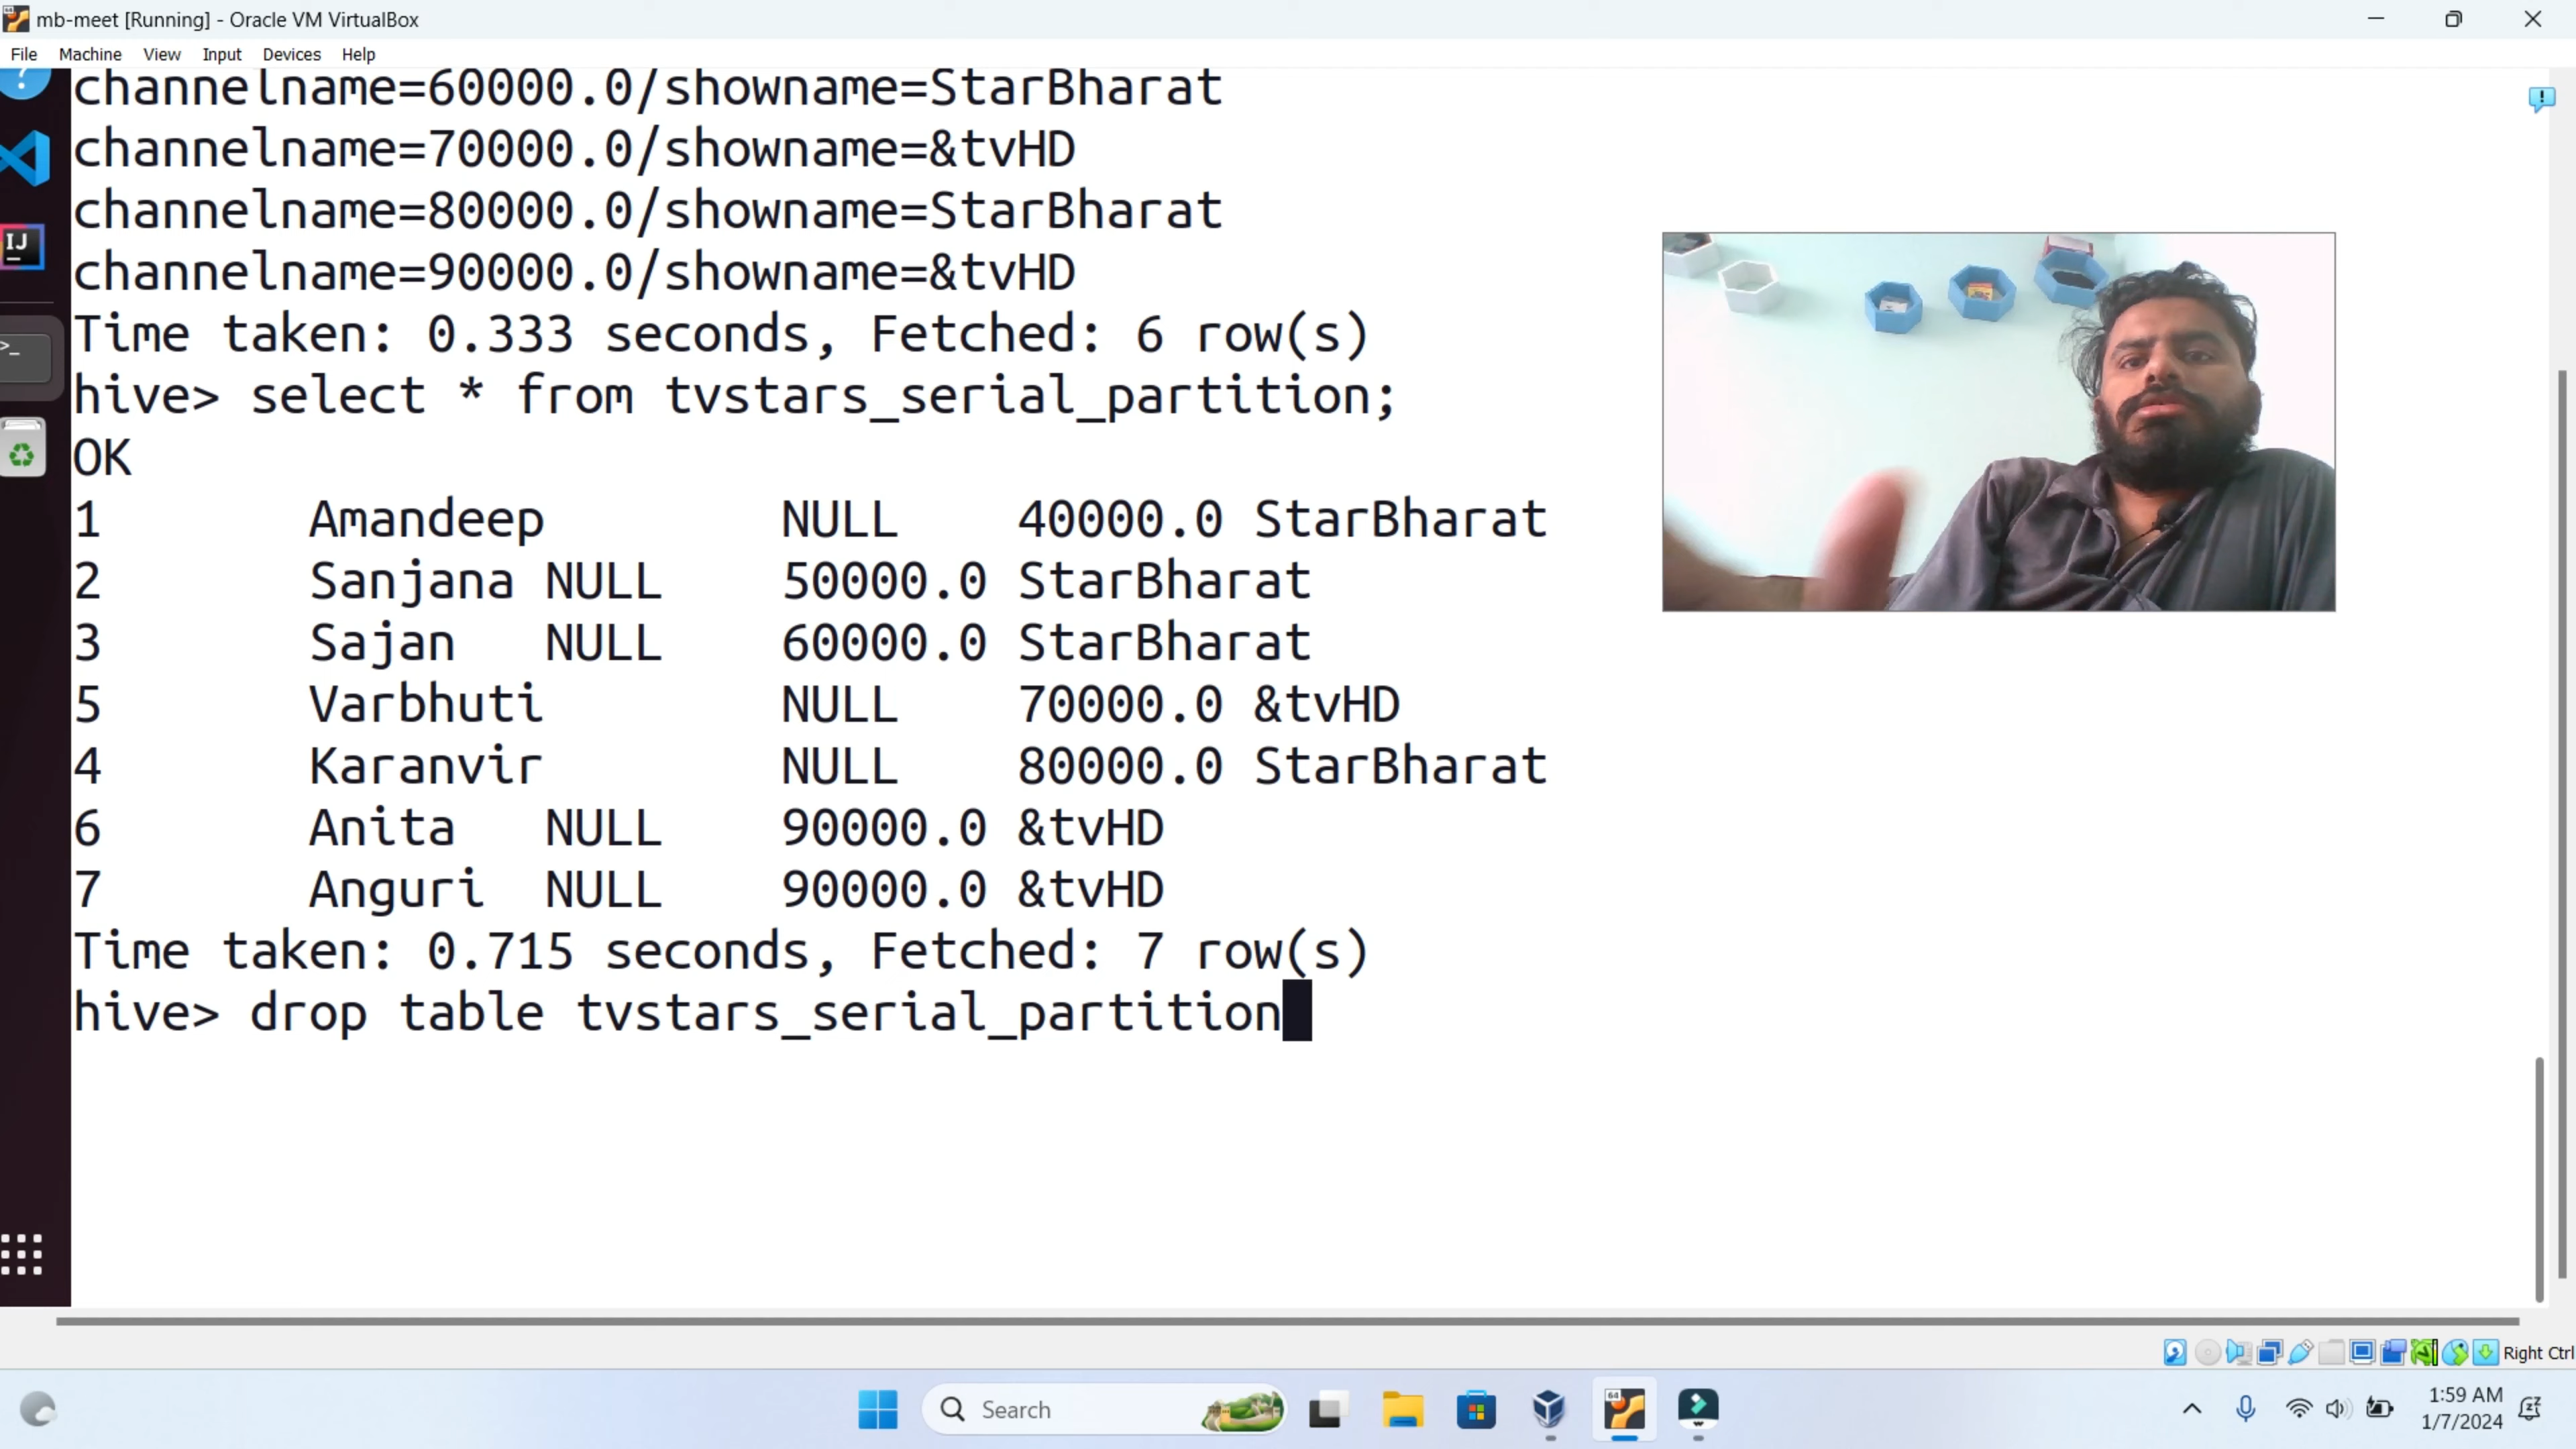 mb-meet [Running] - Oracle VM VirtualBox
File Machine View Input Devices Help
channelname=60000.0/showname=StarBharat
channelname=70000.0/showname=&tvHD
channelname=80000.0/showname=StarBharat
channelname=90000.0/showname=&tvHD
Time taken: 0.333 seconds, Fetched: 6 row(s)
hive> select * from tvstars_serial_partition;
OK
1 Amandeep NULL 40000.0 StarBharat
2 Sanjana NULL 50000.0 StarBharat
3 Sajan NULL 60000.0 StarBharat
5 Varbhuti NULL 70000.0 &tvHD
4 Karanvir NULL 80000.0 StarBharat
6 Anita NULL 90000.0 &tvHD
7 Anguri NULL 90000.0 &tvHD
Time taken: 0.715 seconds, Fetched: 7 row(s)
hive> drop table tvstars_serial_partition
Right Ctrl
Search
1:59 AM
1/7/2024